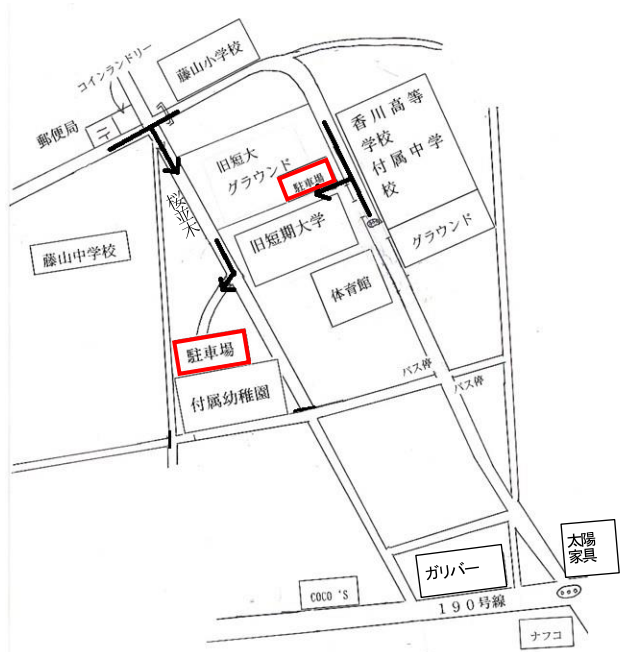 コインランドリー
藤山小学校
郵便局
〒
香川高等
学校
付属中学
校
旧短大
グラウンド
駐車場
桜並木
旧短期大学
グラウンド
藤山中学校
体育館
駐車場
付属幼稚園
バス停
バス停
太陽
家具
ガリバー
COCO'S
190号線
ナフコ